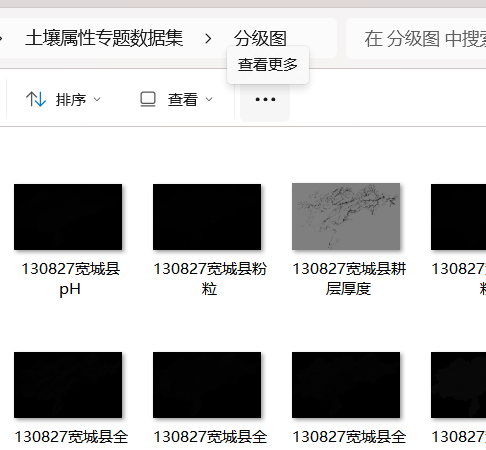 土壤属性专题数据集 > 分级图
在 分级图 中搜
查看更多
排序
查看
130827宽城县
pH
130827宽城县粉
粒
130827宽城县耕
层厚度
13082
130827宽城县全
130827宽城县全
130827宽城县全
13082